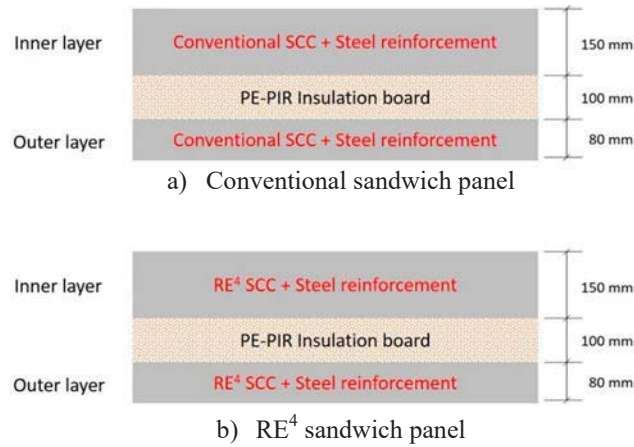 Inner layer Conventional SCC + Steel reinforcement 150 mm
PE-PIR Insulation board 100 mm
Outer layer Conventional SCC + Steel reinforcement 80 mm
a) Conventional sandwich panel
Inner layer RE⁴ SCC + Steel reinforcement 150 mm
PE-PIR Insulation board 100 mm
Outer layer RE⁴ SCC + Steel reinforcement 80 mm
b) RE⁴ sandwich panel